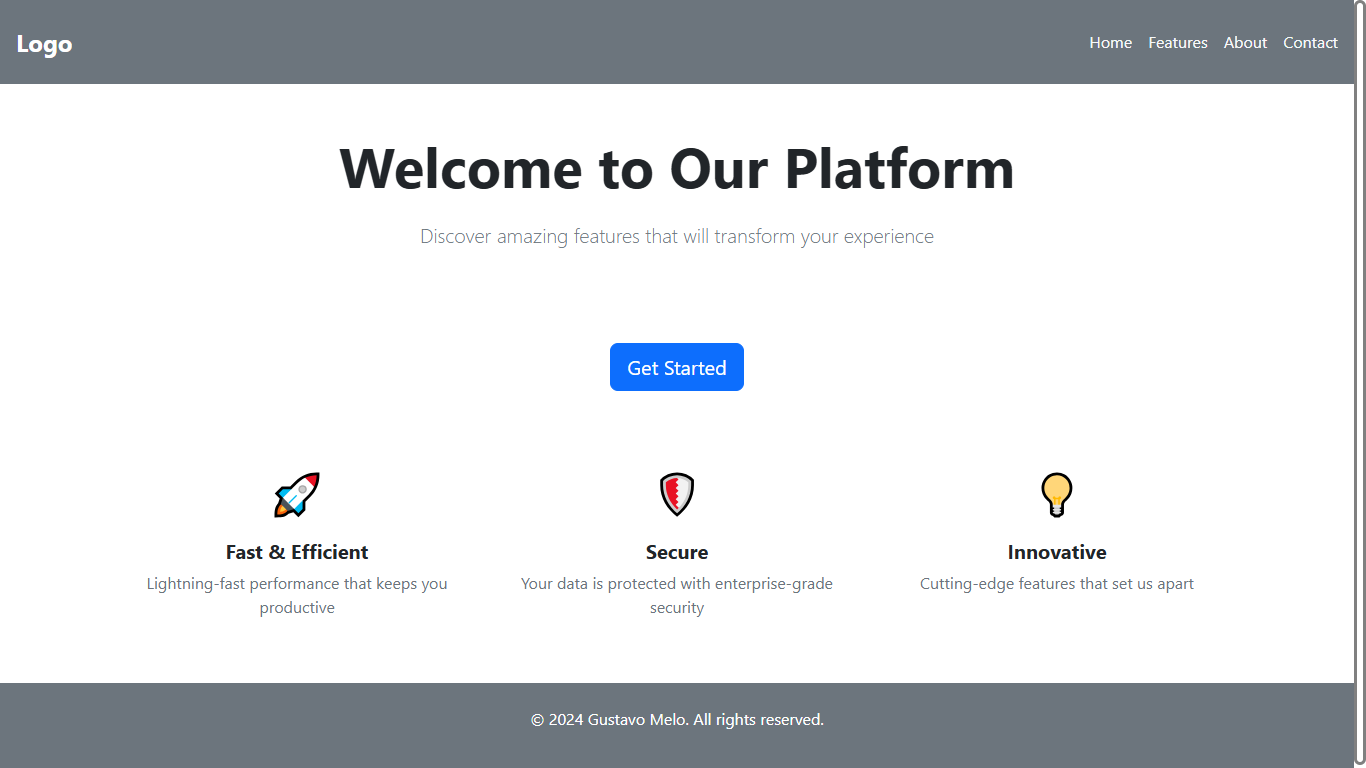 Logo
Home Features About Contact
Welcome to Our Platform
Discover amazing features that will transform your experience
Get Started
Fast & Efficient
Lightning-fast performance that keeps you
productive
Secure
Your data is protected with enterprise-grade
security
Innovative
Cutting-edge features that set us apart
© 2024 Gustavo Melo. All rights reserved.